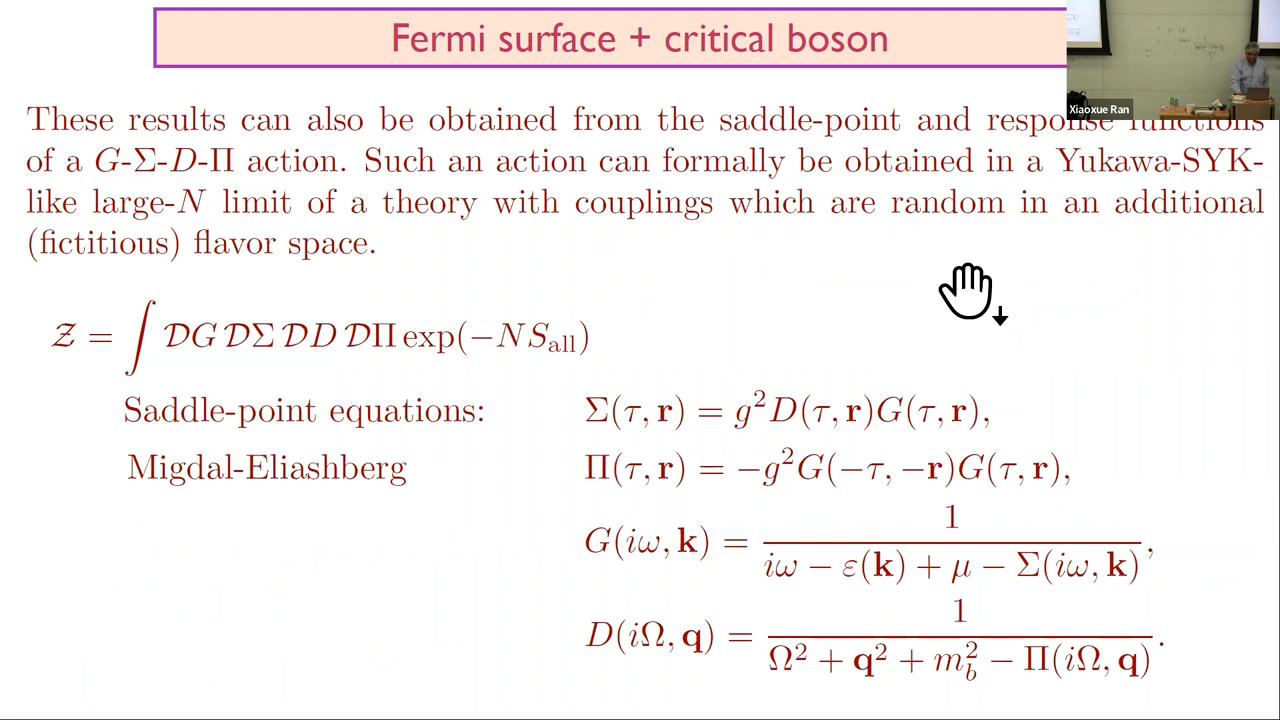 Fermi surface + critical boson
Xiaoxue Ran
These results can also be obtained from the saddle-point and response functions
of a G-Σ-D-Π action. Such an action can formally be obtained in a Yukawa-SYK-
like large-N limit of a theory with couplings which are random in an additional
(fictitious) flavor space.
𝒵 = ∫ 𝒟G 𝒟Σ 𝒟D 𝒟Π exp(−N S_all)
Saddle-point equations: Σ(τ, r) = g²D(τ, r)G(τ, r),
Migdal-Eliashberg Π(τ, r) = −g²G(−τ, −r)G(τ, r),
G(iω, k) = 1 / (iω − ε(k) + μ − Σ(iω, k)),
D(iΩ, q) = 1 / (Ω² + q² + m_b² − Π(iΩ, q)).